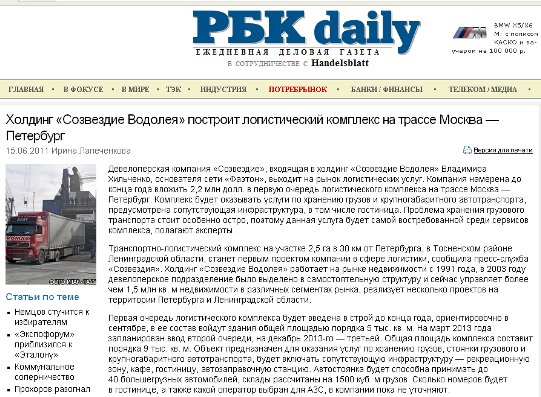 РБК daily
ЕЖЕДНЕВНАЯ ДЕЛОВАЯ ГАЗЕТА
В СОТРУДНИЧЕСТВЕ С Handelsblatt
BMW X5/X6
M: с полисом
КАСКО и ва-
учером на 100 000 р.
ГЛАВНАЯ • В ФОКУСЕ • В МИРЕ • ТЭК • ИНДУСТРИЯ • ПОТРЕБРЫНОК • БАНКИ / ФИНАНСЫ • ТЕЛЕКОМ / МЕДИА •
Холдинг «Созвездие Водолея» построит логистический комплекс на трассе Москва —
Петербург
15.06.2011 Ирина Лапеченкова
Версия для печати
Девелоперская компания «Созвездие», входящая в холдинг «Созвездие Водолея» Владимира
Хильченко, основателя сети «Фаэтон», выходит на рынок логистических услуг. Компания намерена до
конца года вложить 2,2 млн долл. в первую очередь логистического комплекса на трассе Москва —
Петербург. Комплекс будет оказывать услуги по хранению грузов и крупногабаритного автотранспорта,
предусмотрена сопутствующая инфраструктура, в том числе гостиница. Проблема хранения грузового
транспорта стоит особенно остро, поэтому данная услуга будет самой востребованной среди сервисов
комплекса, полагают эксперты.
Транспортно-логистический комплекс на участке 2,5 га в 30 км от Петербурга, в Тосненском районе
Ленинградской области, станет первым проектом компании в сфере логистики, сообщила пресс-служба
«Созвездия». Холдинг «Созвездие Водолея» работает на рынке недвижимости с 1991 года, в 2003 году
девелоперское подразделение было выделено в самостоятельную структуру и сейчас управляет более
чем 1,5 млн кв. м недвижимости в различных сегментах рынка, реализует несколько проектов на
территории Петербурга и Ленинградской области.
Статьи по теме
Немцов стучится к
избирателям
«Экспофорум»
приблизился к
«Эталону»
Коммунальное
соперничество
Прохоров разогнал
Первая очередь логистического комплекса будет введена в строй до конца года, ориентировочно в
сентябре, в ее состав войдут здания общей площадью порядка 5 тыс. кв. м. На март 2013 года
запланирован ввод второй очереди, на декабрь 2013-го — третьей. Общая площадь комплекса составит
порядка 9 тыс. кв. м. Объект предназначен для оказания услуг по хранению грузов, стоянки грузового и
крупногабаритного автотранспорта, будет включать сопутствующую инфраструктуру — рекреационную
зону, кафе, гостиницу, автозаправочную станцию. Автостоянка будет способна принимать до
40 большегрузных автомобилей, склады рассчитаны на 1500 куб. м грузов. Сколько номеров будет
в гостинице, а также какой оператор выбран для АЗС, в компании пока не уточняют.